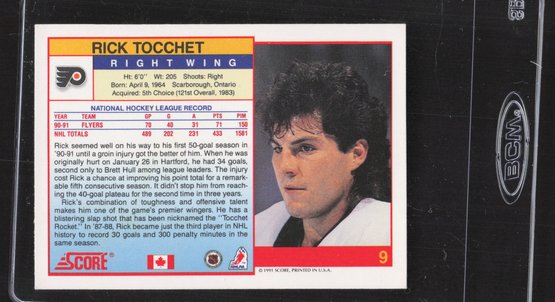 RICK TOCCHET
RIGHT WING
Ht: 6'0" Wt: 205 Shoots: Right
Born: April 9, 1964 Scarborough, Ontario
Acquired: 5th Choice (121st Overall, 1983)
NATIONAL HOCKEY LEAGUE RECORD
YEAR TEAM GP G A PTS PIM
90-91 FLYERS 70 40 31 71 150
NHL TOTALS 489 202 231 433 1581
Rick seemed well on his way to his first 50-goal season in
'90-91 until a groin injury got the better of him. When he was
originally hurt on January 26 in Hartford, he had 34 goals,
second only to Brett Hull among league leaders. The injury
cost Rick a chance at improving his point total for a remark-
able fifth consecutive season. It didn't stop him from reach-
ing the 40-goal plateau for the second time in three years.
Rick's combination of toughness and offensive talent
makes him one of the game's premier wingers. He has a
blistering slap shot that has been nicknamed the "Tocchet
Rocket." In '87-88, Rick became just the third player in NHL
history to record 30 goals and 300 penalty minutes in the
same season.
SCORE
NHL
NHLPA
9
© 1991 SCORE, PRINTED IN U.S.A.
BCW